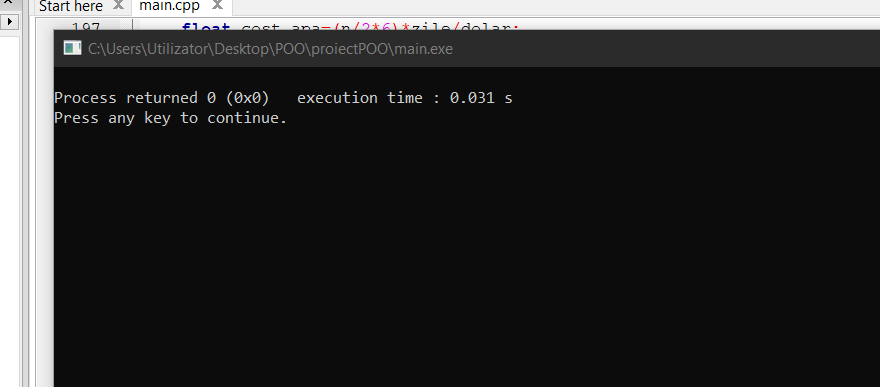 Start here
main.cpp
197 float cost_apa=(n/2*6)*zile/dolar;
C:\Users\Utilizator\Desktop\POO\proiectPOO\main.exe
Process returned 0 (0x0) execution time : 0.031 s
Press any key to continue.